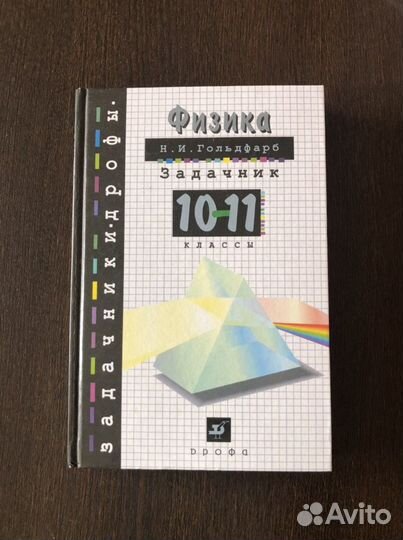 Физика
Н.И.Гольдфарб
Задачник
10-11
классы
задачники·дрофы.
дрофа
Avito